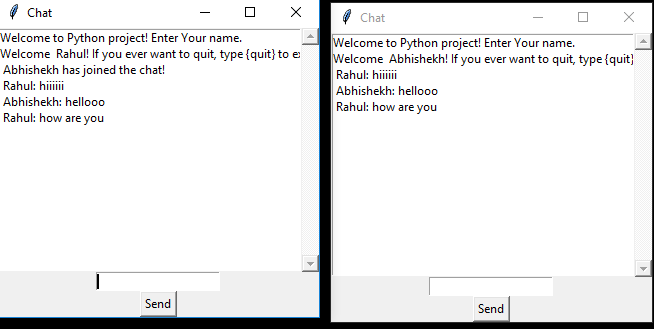 Chat
Welcome to Python project! Enter Your name.
Welcome  Rahul! If you ever want to quit, type {quit} to ex
Abhishekh has joined the chat!
Rahul: hiiiiii
Abhishekh: hellooo
Rahul: how are you
Send
Chat
Welcome to Python project! Enter Your name.
Welcome  Abhishekh! If you ever want to quit, type {quit}
Rahul: hiiiiii
Abhishekh: hellooo
Rahul: how are you
Send